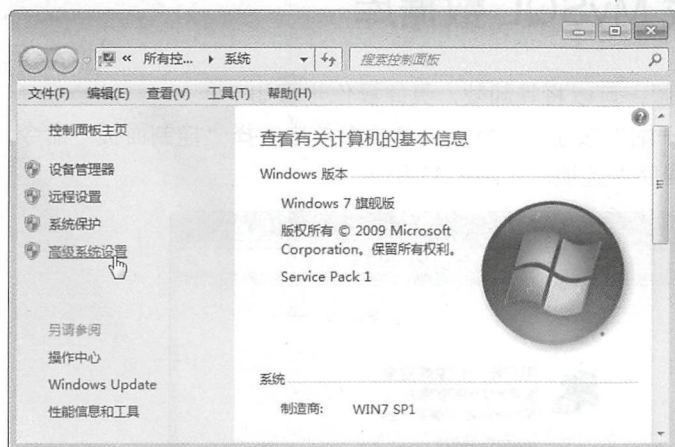 « 所有控... ▸ 系统
搜索控制面板
文件(F) 编辑(E) 查看(V) 工具(T) 帮助(H)
控制面板主页
设备管理器
远程设置
系统保护
高级系统设置
另请参阅
操作中心
Windows Update
性能信息和工具
查看有关计算机的基本信息
Windows 版本
Windows 7 旗舰版
版权所有 © 2009 Microsoft
Corporation。保留所有权利。
Service Pack 1
系统
制造商: WIN7 SP1